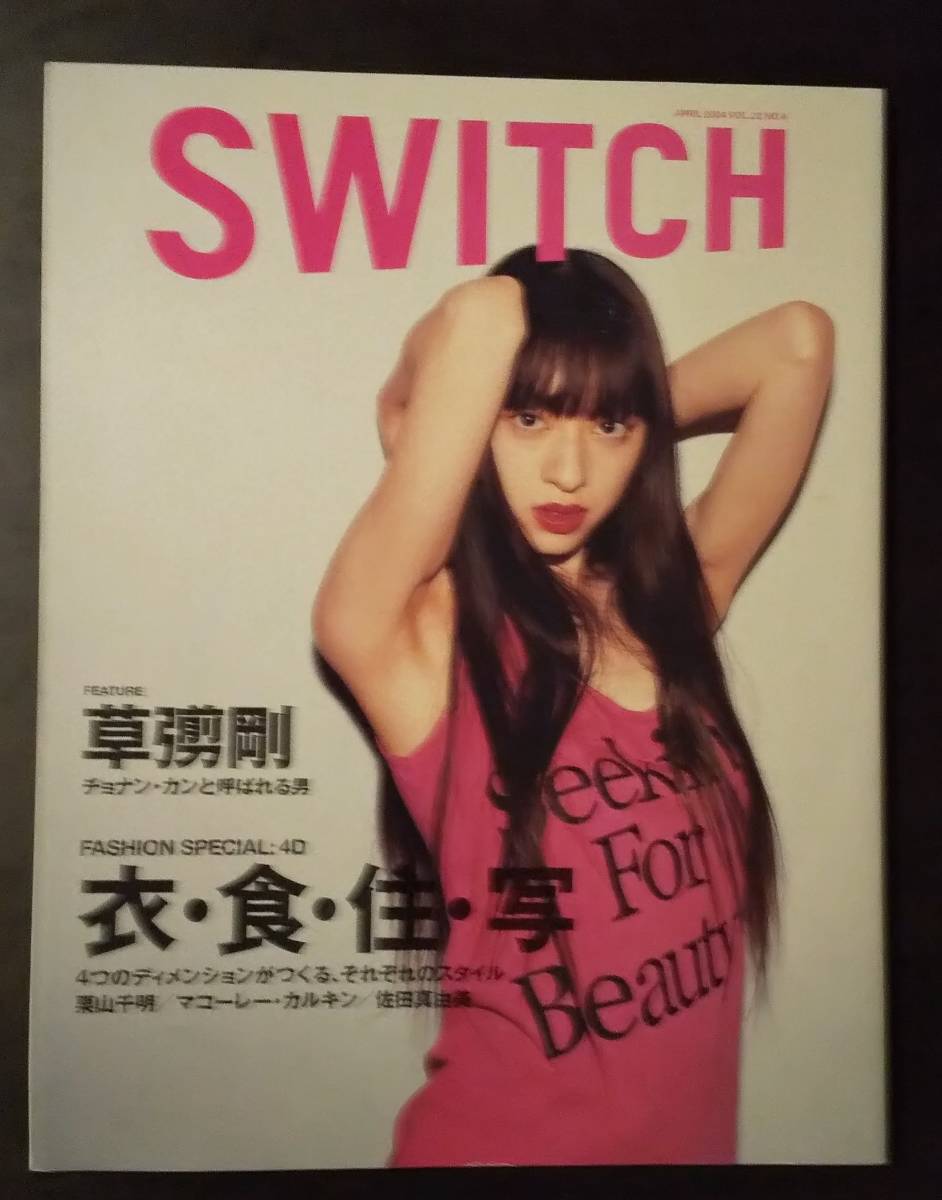 SWITCH
APRIL 2004 VOL.22 NO.4
FEATURE:
草彅剛
チョナン・カンと呼ばれる男
FASHION SPECIAL: 4D
衣・食・住・写
4つのディメンションがつくる、それぞれのスタイル
栗山千明／マコーレー・カルキン／佐田真由美
Seekin
For
Beauty